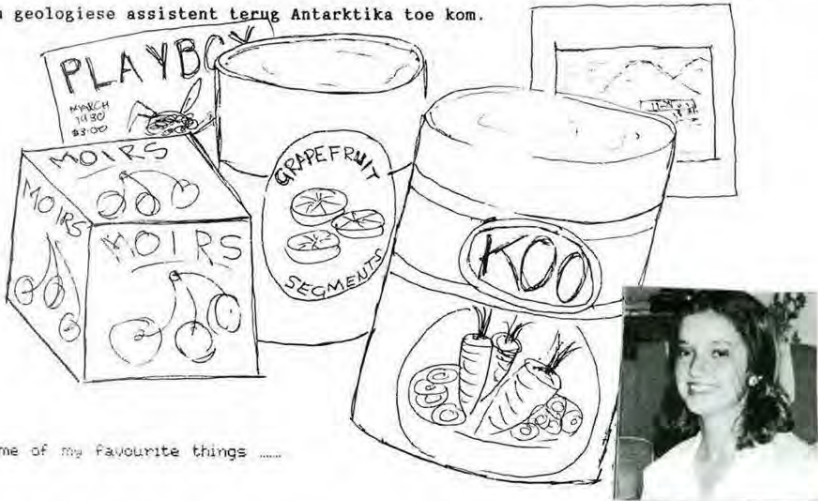 geologiese assistent terug Antarktika toe kom.
PLAYBOY
MARCH
1980
$3.00
MOIRS
MOIRS
MOIRS
GRAPEFRUIT
SEGMENTS
KOO
me of my favourite things ......